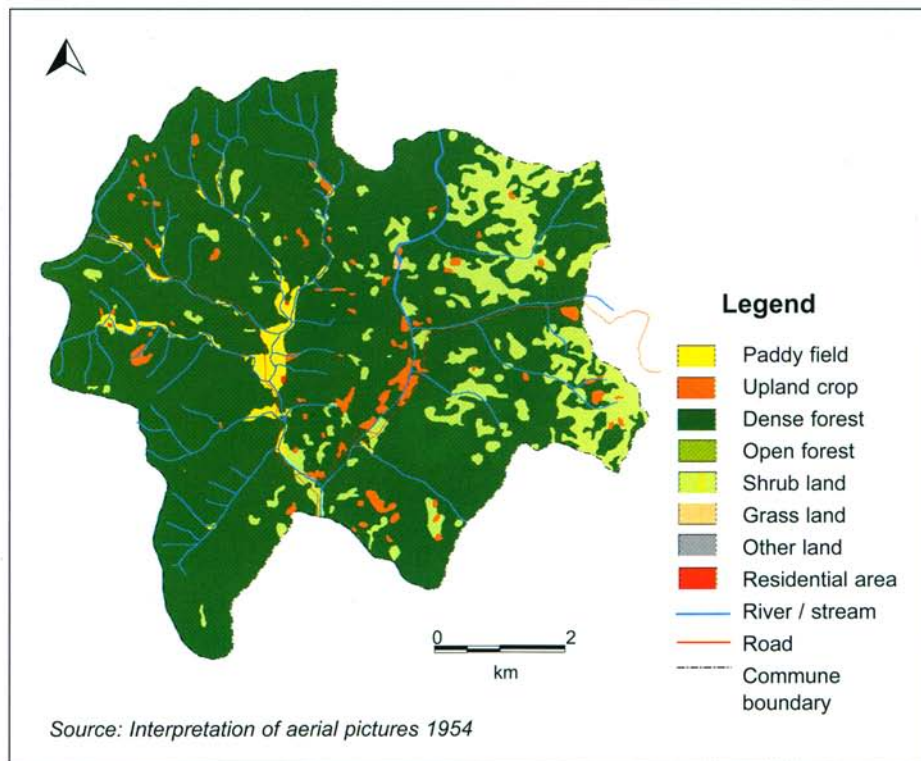 Legend
Paddy field
Upland crop
Dense forest
Open forest
Shrub land
Grass land
Other land
Residential area
River / stream
Road
Commune
boundary
0 2
km
Source: Interpretation of aerial pictures 1954